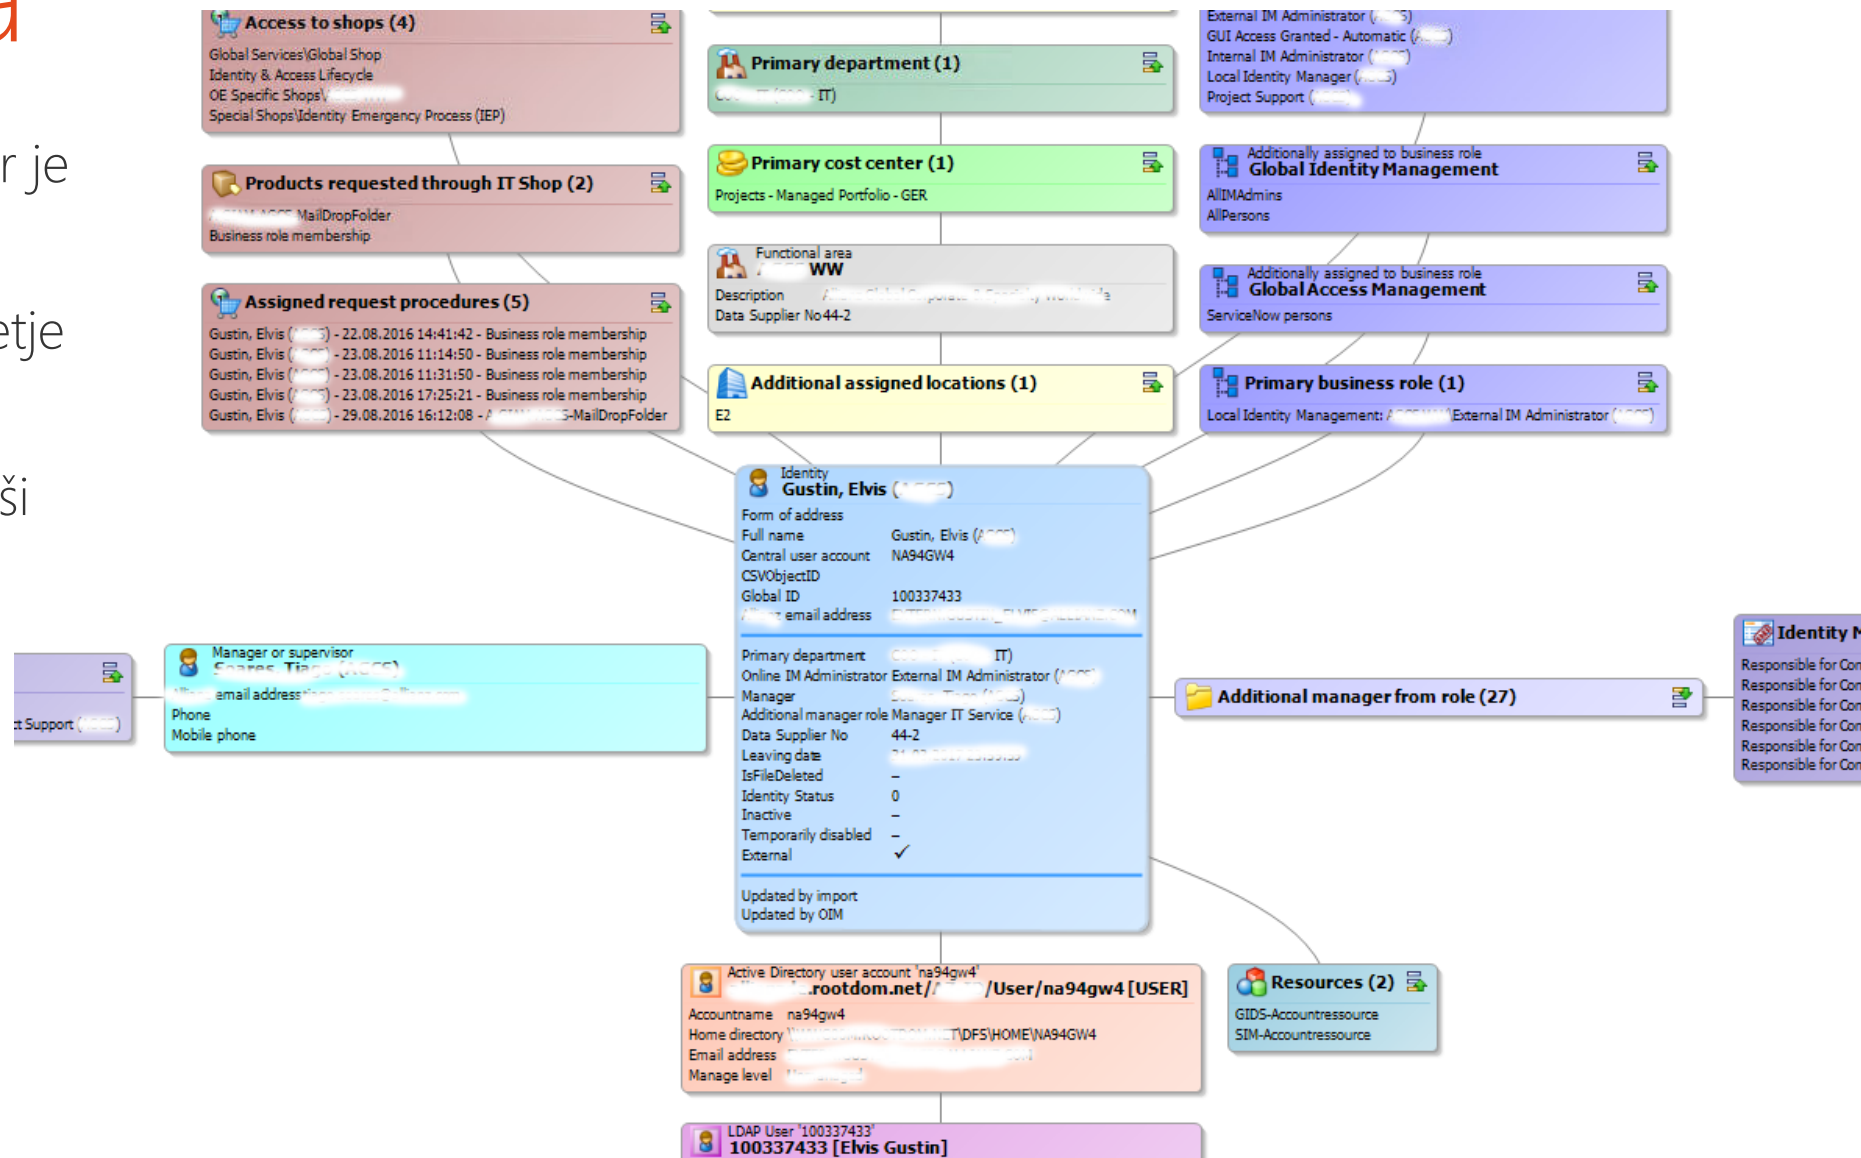 a
r je
etje
ši
Access to shops (4)
Global Services\Global Shop
Identity & Access Lifecycle
OE Specific Shops\
Special Shops\Identity Emergency Process (IEP)
Products requested through IT Shop (2)
MailDropFolder
Business role membership
Assigned request procedures (5)
Gustin, Elvis ( ) - 22.08.2016 14:41:42 - Business role membership
Gustin, Elvis ( ) - 23.08.2016 11:14:50 - Business role membership
Gustin, Elvis ( ) - 23.08.2016 11:31:50 - Business role membership
Gustin, Elvis ( ) - 23.08.2016 17:25:21 - Business role membership
Gustin, Elvis ( ) - 29.08.2016 16:12:08 - -MailDropFolder
Primary department (1)
- IT)
Primary cost center (1)
Projects - Managed Portfolio - GER
Functional area
WW
Description
Data Supplier No 44-2
Additional assigned locations (1)
E2
External IM Administrator ( )
GUI Access Granted - Automatic ( )
Internal IM Administrator ( )
Local Identity Manager ( )
Project Support ( )
Additionally assigned to business role
Global Identity Management
AllIMAdmins
AllPersons
Additionally assigned to business role
Global Access Management
ServiceNow persons
Primary business role (1)
Local Identity Management: \External IM Administrator ( )
Identity
Gustin, Elvis ( )
Form of address
Full name Gustin, Elvis ( )
Central user account NA94GW4
CSVObjectID
Global ID 100337433
email address
Primary department IT)
Online IM Administrator External IM Administrator ( )
Manager
Additional manager role Manager IT Service ( )
Data Supplier No 44-2
Leaving date
IsFileDeleted –
Identity Status 0
Inactive –
Temporarily disabled –
External ✓
Updated by import
Updated by OIM
ct Support ( )
Manager or supervisor
email address
Phone
Mobile phone
Additional manager from role (27)
Identity M
Responsible for Con
Responsible for Con
Responsible for Con
Responsible for Con
Responsible for Con
Responsible for Con
Active Directory user account 'na94gw4'
.rootdom.net/ /User/na94gw4 [USER]
Accountname na94gw4
Home directory \DFS\HOME\NA94GW4
Email address
Manage level
Resources (2)
GIDS-Accountressource
SIM-Accountressource
LDAP User '100337433'
100337433 [Elvis Gustin]